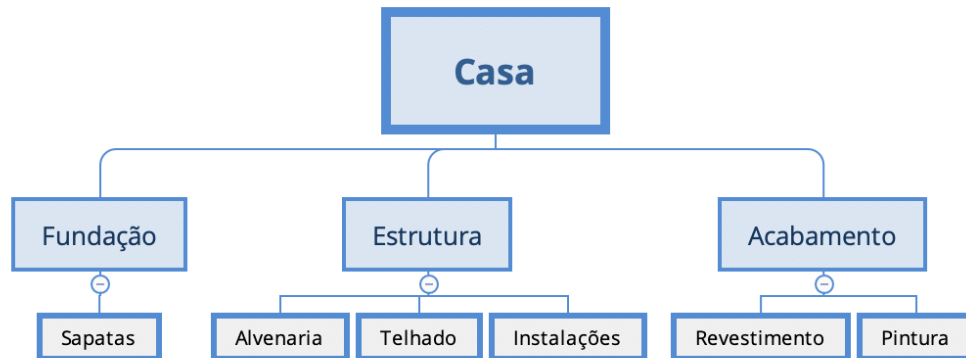 Casa
Fundação
Estrutura
Acabamento
Sapatas
Alvenaria
Telhado
Instalações
Revestimento
Pintura